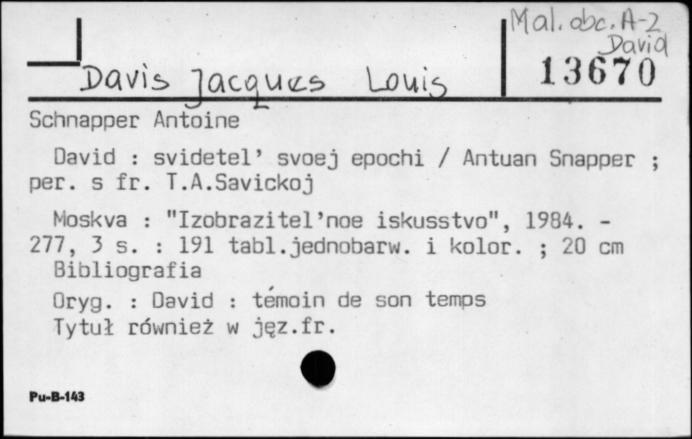 Mal. obc. A-2
David
13670
Davis Jacques Louis
Schnapper Antoine
David : svidetel' svoej epochi / Antuan Snapper ;
per. s fr. T.A.Savickoj
Moskva : "Izobrazitel'noe iskusstvo", 1984. -
277, 3 s. : 191 tabl.jednobarw. i kolor. ; 20 cm
Bibliografia
Oryg. : David : témoin de son temps
Tytuł również w jęz.fr.
Pu-B-143